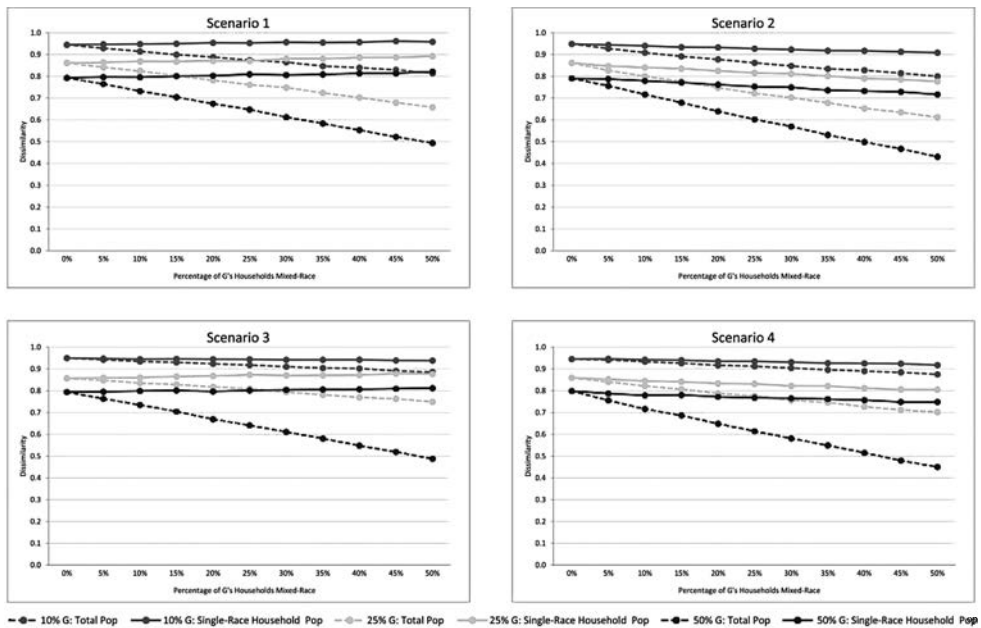 Scenario 1
1.0
0.9
0.8
0.7
0.6
0.5
0.4
0.3
0.2
0.1
0.0
Dissimilarity
0% 5% 10% 15% 20% 25% 30% 35% 40% 45% 50%
Percentage of G's Households Mixed-Race
Scenario 2
1.0
0.9
0.8
0.7
0.6
0.5
0.4
0.3
0.2
0.1
0.0
Dissimilarity
0% 5% 10% 15% 20% 25% 30% 35% 40% 45% 50%
Percentage of G's Households Mixed-Race
Scenario 3
1.0
0.9
0.8
0.7
0.6
0.5
0.4
0.3
0.2
0.1
0.0
Dissimilarity
0% 5% 10% 15% 20% 25% 30% 35% 40% 45% 50%
Percentage of G's Households Mixed-Race
Scenario 4
1.0
0.9
0.8
0.7
0.6
0.5
0.4
0.3
0.2
0.1
0.0
Dissimilarity
0% 5% 10% 15% 20% 25% 30% 35% 40% 45% 50%
Percentage of G's Households Mixed-Race
10% G: Total Pop 10% G: Single-Race Household Pop 25% G: Total Pop 25% G: Single-Race Household Pop 50% G: Total Pop 50% G: Single-Race Household Pop